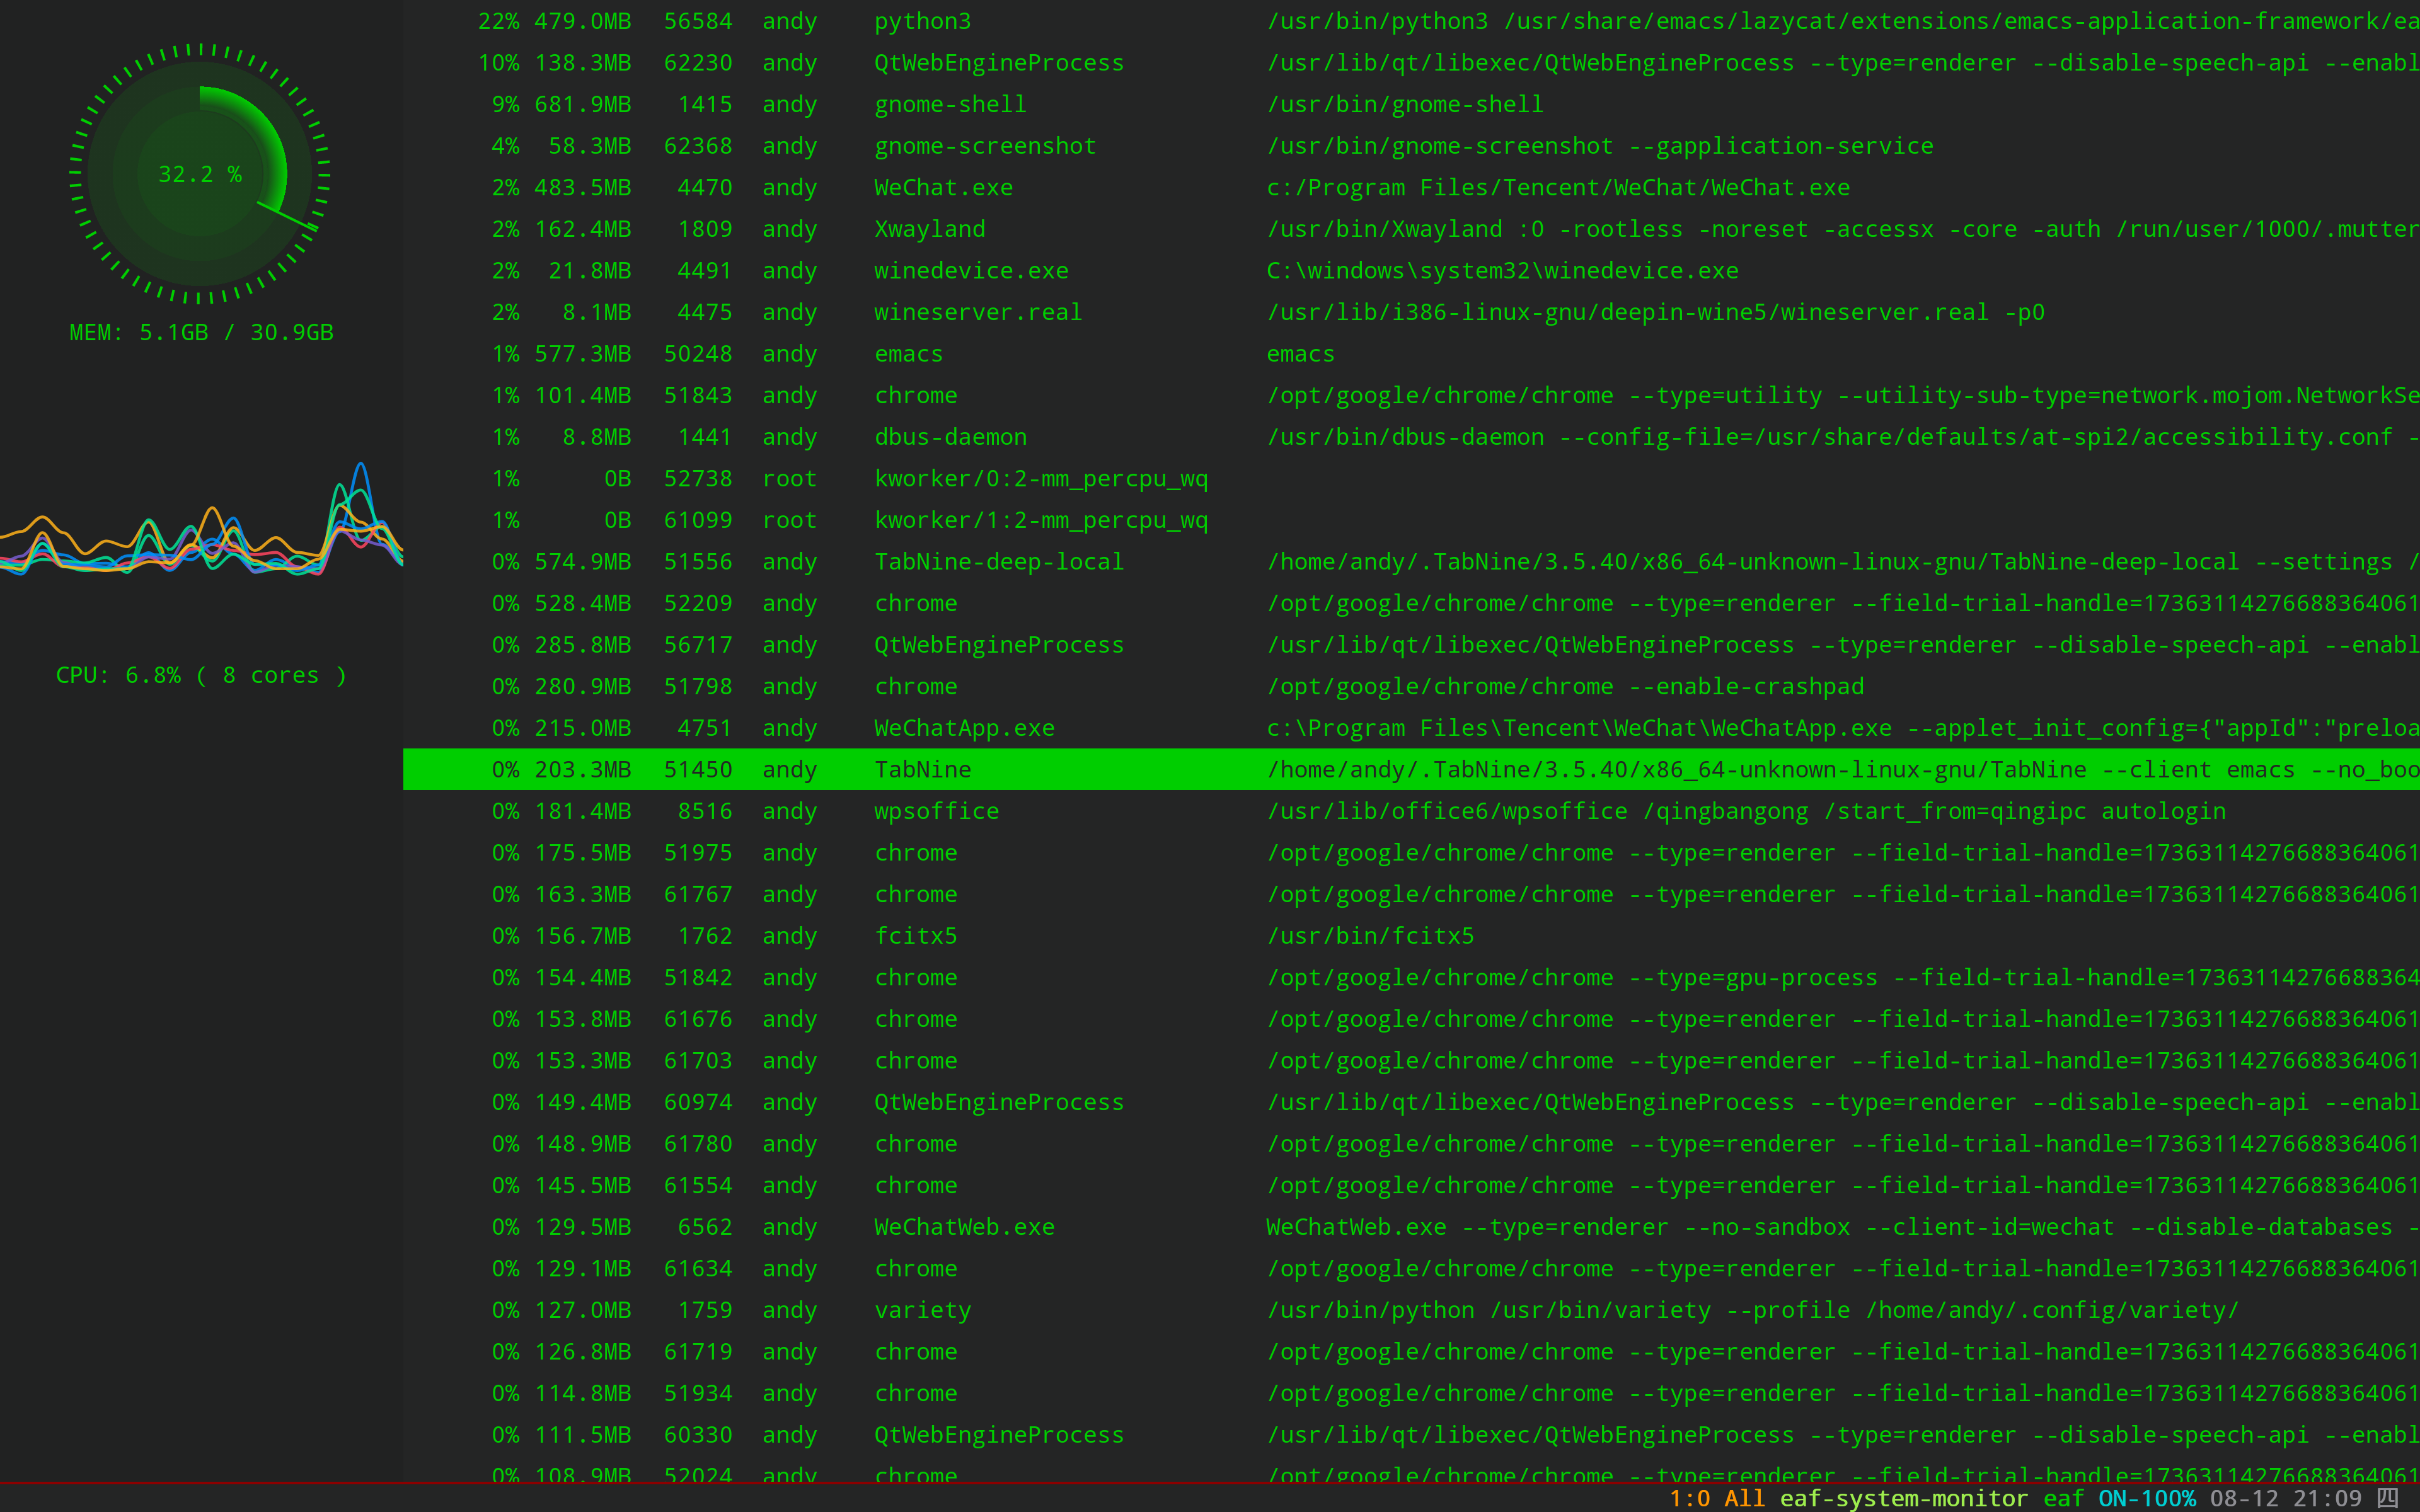 32.2 %
MEM: 5.1GB / 30.9GB
CPU: 6.8% ( 8 cores )
22% 479.0MB 56584 andy python3 /usr/bin/python3 /usr/share/emacs/lazycat/extensions/emacs-application-framework/ea
10% 138.3MB 62230 andy QtWebEngineProcess /usr/lib/qt/libexec/QtWebEngineProcess --type=renderer --disable-speech-api --enabl
9% 681.9MB 1415 andy gnome-shell /usr/bin/gnome-shell
4% 58.3MB 62368 andy gnome-screenshot /usr/bin/gnome-screenshot --gapplication-service
2% 483.5MB 4470 andy WeChat.exe c:/Program Files/Tencent/WeChat/WeChat.exe
2% 162.4MB 1809 andy Xwayland /usr/bin/Xwayland :0 -rootless -noreset -accessx -core -auth /run/user/1000/.mutter
2% 21.8MB 4491 andy winedevice.exe C:\windows\system32\winedevice.exe
2% 8.1MB 4475 andy wineserver.real /usr/lib/i386-linux-gnu/deepin-wine5/wineserver.real -p0
1% 577.3MB 50248 andy emacs emacs
1% 101.4MB 51843 andy chrome /opt/google/chrome/chrome --type=utility --utility-sub-type=network.mojom.NetworkSe
1% 8.8MB 1441 andy dbus-daemon /usr/bin/dbus-daemon --config-file=/usr/share/defaults/at-spi2/accessibility.conf -
1% 0B 52738 root kworker/0:2-mm_percpu_wq
1% 0B 61099 root kworker/1:2-mm_percpu_wq
0% 574.9MB 51556 andy TabNine-deep-local /home/andy/.TabNine/3.5.40/x86_64-unknown-linux-gnu/TabNine-deep-local --settings /
0% 528.4MB 52209 andy chrome /opt/google/chrome/chrome --type=renderer --field-trial-handle=17363114276688364061
0% 285.8MB 56717 andy QtWebEngineProcess /usr/lib/qt/libexec/QtWebEngineProcess --type=renderer --disable-speech-api --enabl
0% 280.9MB 51798 andy chrome /opt/google/chrome/chrome --enable-crashpad
0% 215.0MB 4751 andy WeChatApp.exe c:\Program Files\Tencent\WeChat\WeChatApp.exe --applet_init_config={"appId":"preloa
0% 203.3MB 51450 andy TabNine /home/andy/.TabNine/3.5.40/x86_64-unknown-linux-gnu/TabNine --client emacs --no_boo
0% 181.4MB 8516 andy wpsoffice /usr/lib/office6/wpsoffice /qingbangong /start_from=qingipc autologin
0% 175.5MB 51975 andy chrome /opt/google/chrome/chrome --type=renderer --field-trial-handle=17363114276688364061
0% 163.3MB 61767 andy chrome /opt/google/chrome/chrome --type=renderer --field-trial-handle=17363114276688364061
0% 156.7MB 1762 andy fcitx5 /usr/bin/fcitx5
0% 154.4MB 51842 andy chrome /opt/google/chrome/chrome --type=gpu-process --field-trial-handle=17363114276688364
0% 153.8MB 61676 andy chrome /opt/google/chrome/chrome --type=renderer --field-trial-handle=17363114276688364061
0% 153.3MB 61703 andy chrome /opt/google/chrome/chrome --type=renderer --field-trial-handle=17363114276688364061
0% 149.4MB 60974 andy QtWebEngineProcess /usr/lib/qt/libexec/QtWebEngineProcess --type=renderer --disable-speech-api --enabl
0% 148.9MB 61780 andy chrome /opt/google/chrome/chrome --type=renderer --field-trial-handle=17363114276688364061
0% 145.5MB 61554 andy chrome /opt/google/chrome/chrome --type=renderer --field-trial-handle=17363114276688364061
0% 129.5MB 6562 andy WeChatWeb.exe WeChatWeb.exe --type=renderer --no-sandbox --client-id=wechat --disable-databases -
0% 129.1MB 61634 andy chrome /opt/google/chrome/chrome --type=renderer --field-trial-handle=17363114276688364061
0% 127.0MB 1759 andy variety /usr/bin/python /usr/bin/variety --profile /home/andy/.config/variety/
0% 126.8MB 61719 andy chrome /opt/google/chrome/chrome --type=renderer --field-trial-handle=17363114276688364061
0% 114.8MB 51934 andy chrome /opt/google/chrome/chrome --type=renderer --field-trial-handle=17363114276688364061
0% 111.5MB 60330 andy QtWebEngineProcess /usr/lib/qt/libexec/QtWebEngineProcess --type=renderer --disable-speech-api --enabl
0% 108.9MB 52024 andy chrome /opt/google/chrome/chrome --type=renderer --field-trial-handle=17363114276688364061
1:0 All eaf-system-monitor eaf ON-100% 08-12 21:09 四